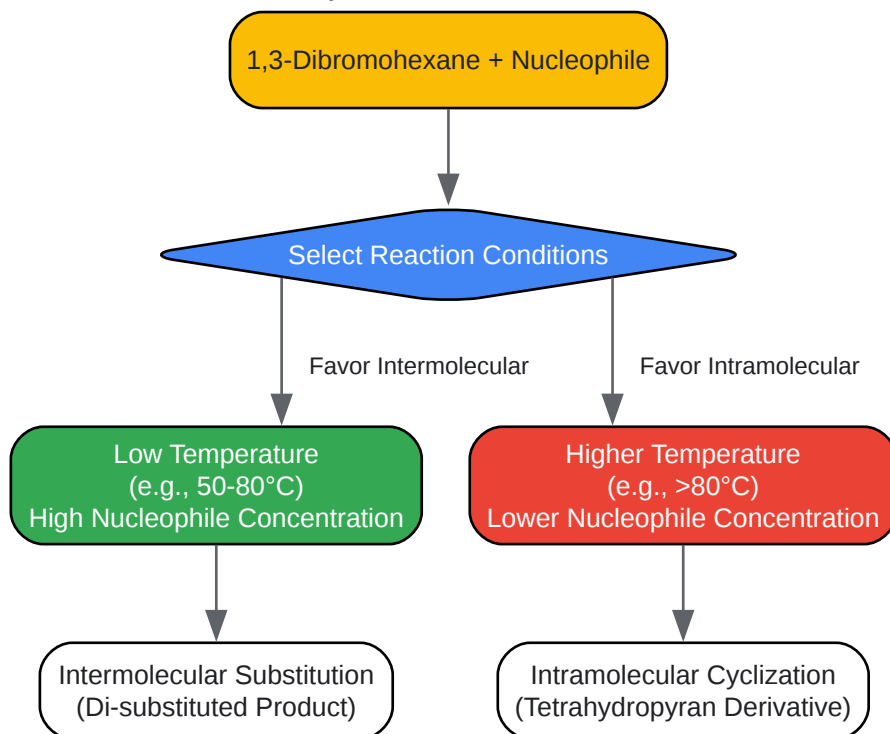 1,3-Dibromohexane + Nucleophile
Select Reaction Conditions
Favor Intermolecular
Favor Intramolecular
Low Temperature
(e.g., 50-80°C)
High Nucleophile Concentration
Higher Temperature
(e.g., >80°C)
Lower Nucleophile Concentration
Intermolecular Substitution
(Di-substituted Product)
Intramolecular Cyclization
(Tetrahydropyran Derivative)